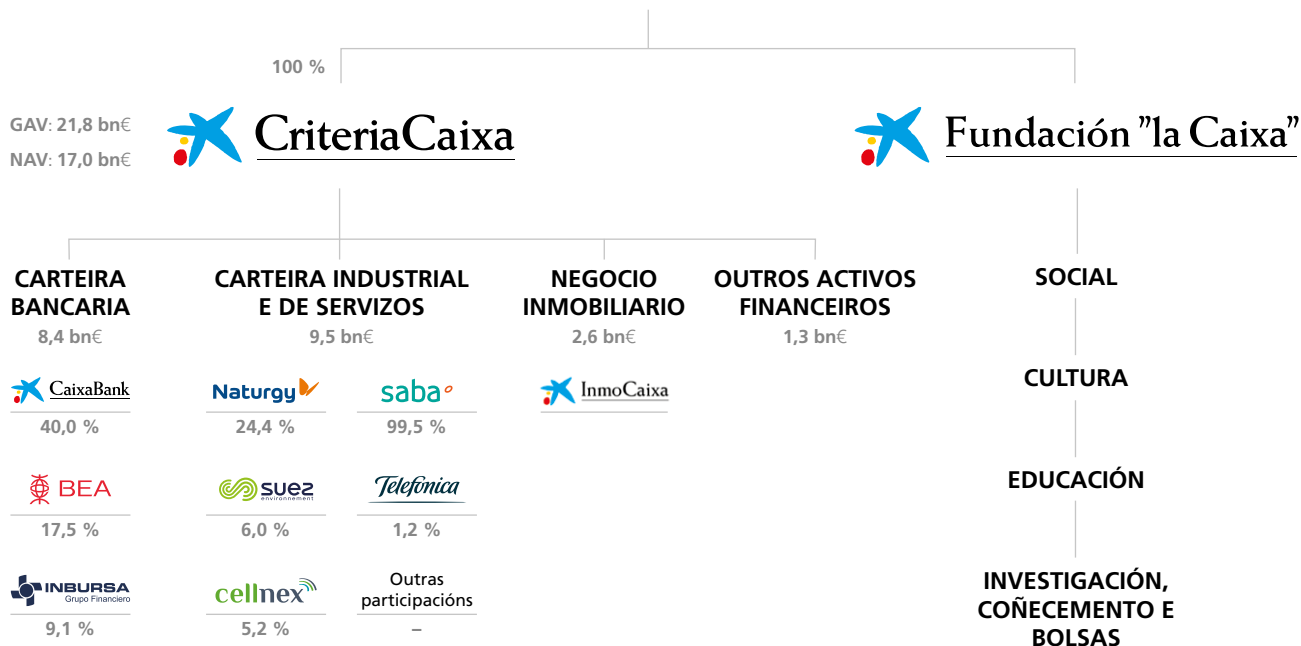 100 %
GAV: 21,8 bn€
NAV: 17,0 bn€
CriteriaCaixa
Fundación "la Caixa"
CARTEIRA
BANCARIA
8,4 bn€
CARTEIRA INDUSTRIAL
E DE SERVIZOS
9,5 bn€
NEGOCIO
INMOBILIARIO
2,6 bn€
OUTROS ACTIVOS
FINANCEIROS
1,3 bn€
CaixaBank
40,0 %
BEA
17,5 %
INBURSA
Grupo Financiero
9,1 %
Naturgy
24,4 %
saba
99,5 %
suez
environnement
6,0 %
Telefónica
1,2 %
cellnex
5,2 %
Outras
participacións
–
InmoCaixa
SOCIAL
CULTURA
EDUCACIÓN
INVESTIGACIÓN,
COÑECEMENTO E
BOLSAS